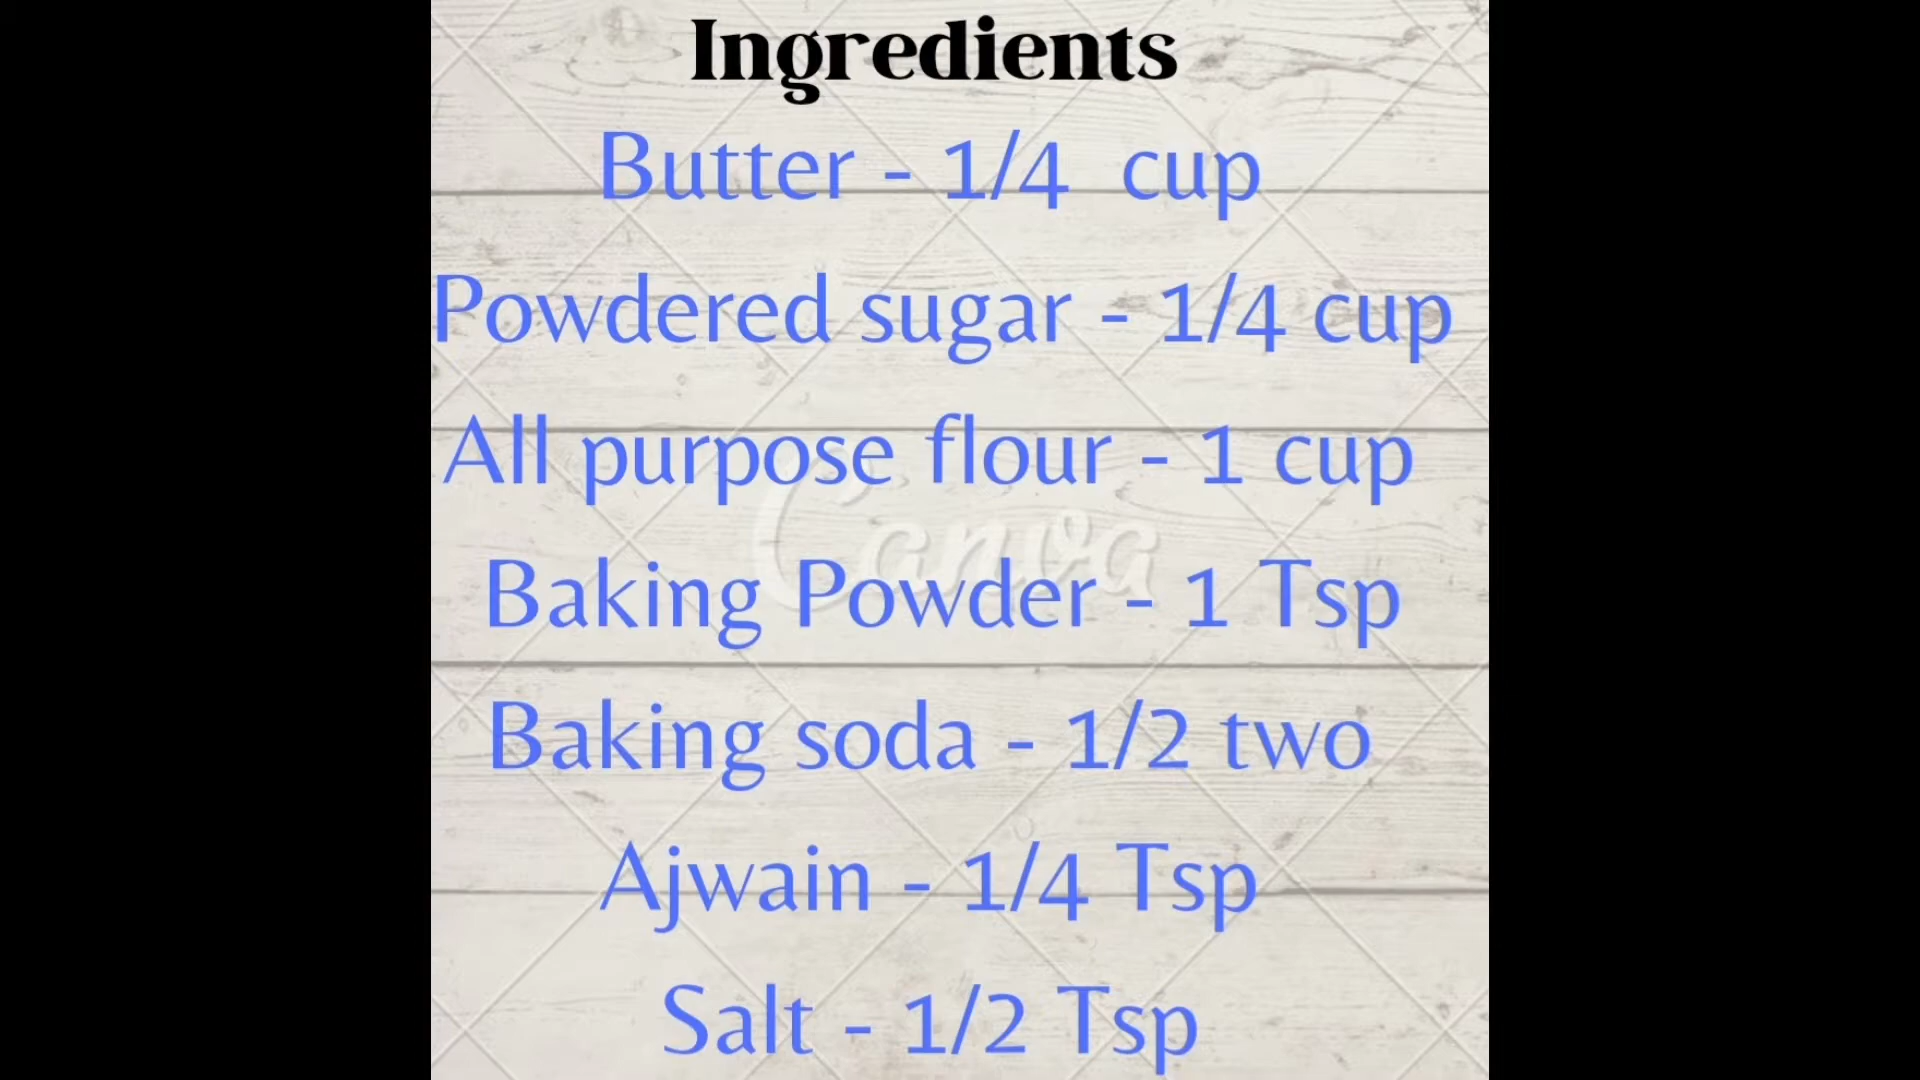 Ingredients
Butter - 1/4 cup
Powdered sugar - 1/4 cup
All purpose flour - 1 cup
Canva
Baking Powder - 1 Tsp
Baking soda - 1/2 two
Ajwain - 1/4 Tsp
Salt - 1/2 Tsp